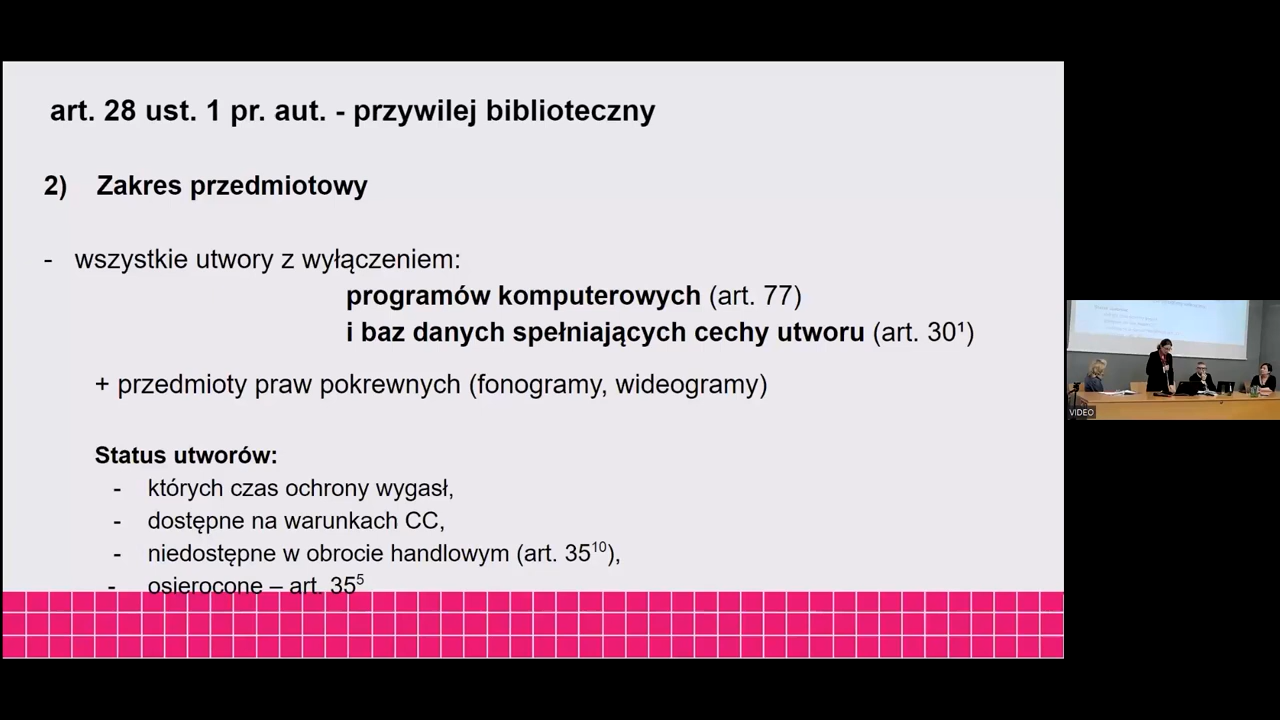 art. 28 ust. 1 pr. aut. - przywilej biblioteczny
2) Zakres przedmiotowy
- wszystkie utwory z wyłączeniem:
programów komputerowych (art. 77)
i baz danych spełniających cechy utworu (art. 30¹)
+ przedmioty praw pokrewnych (fonogramy, wideogramy)
Status utworów:
- których czas ochrony wygasł,
- dostępne na warunkach CC,
- niedostępne w obrocie handlowym (art. 35¹⁰),
- osierocone – art. 35⁵
VIDEO